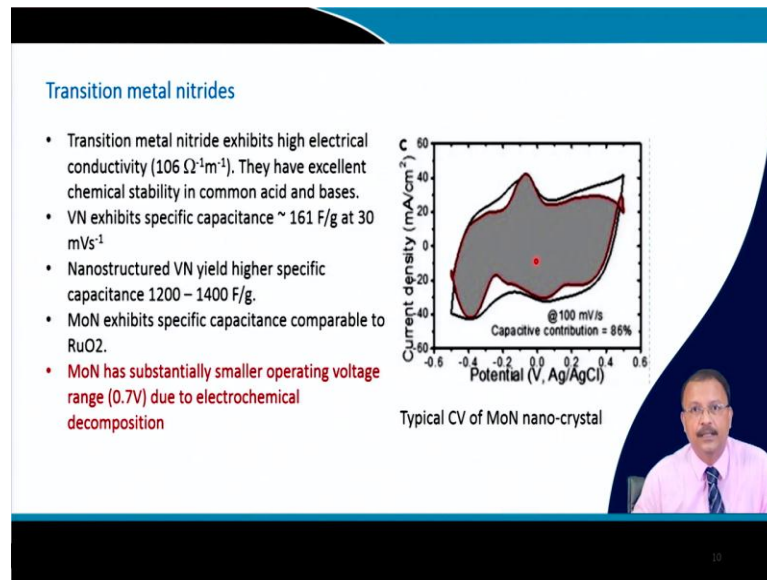 Transition metal nitrides
• Transition metal nitride exhibits high electrical
conductivity (106 Ω⁻¹m⁻¹). They have excellent
chemical stability in common acid and bases.
• VN exhibits specific capacitance ~ 161 F/g at 30
mVs⁻¹
• Nanostructured VN yield higher specific
capacitance 1200 – 1400 F/g.
• MoN exhibits specific capacitance comparable to
RuO2.
• MoN has substantially smaller operating voltage
range (0.7V) due to electrochemical
decomposition
c
Current density (mA/cm²)
60
40
20
0
-20
-40
-60
@100 mV/s
Capacitive contribution = 86%
-0.6 -0.4 -0.2 0.0 0.2 0.4 0.6
Potential (V, Ag/AgCl)
Typical CV of MoN nano-crystal
10